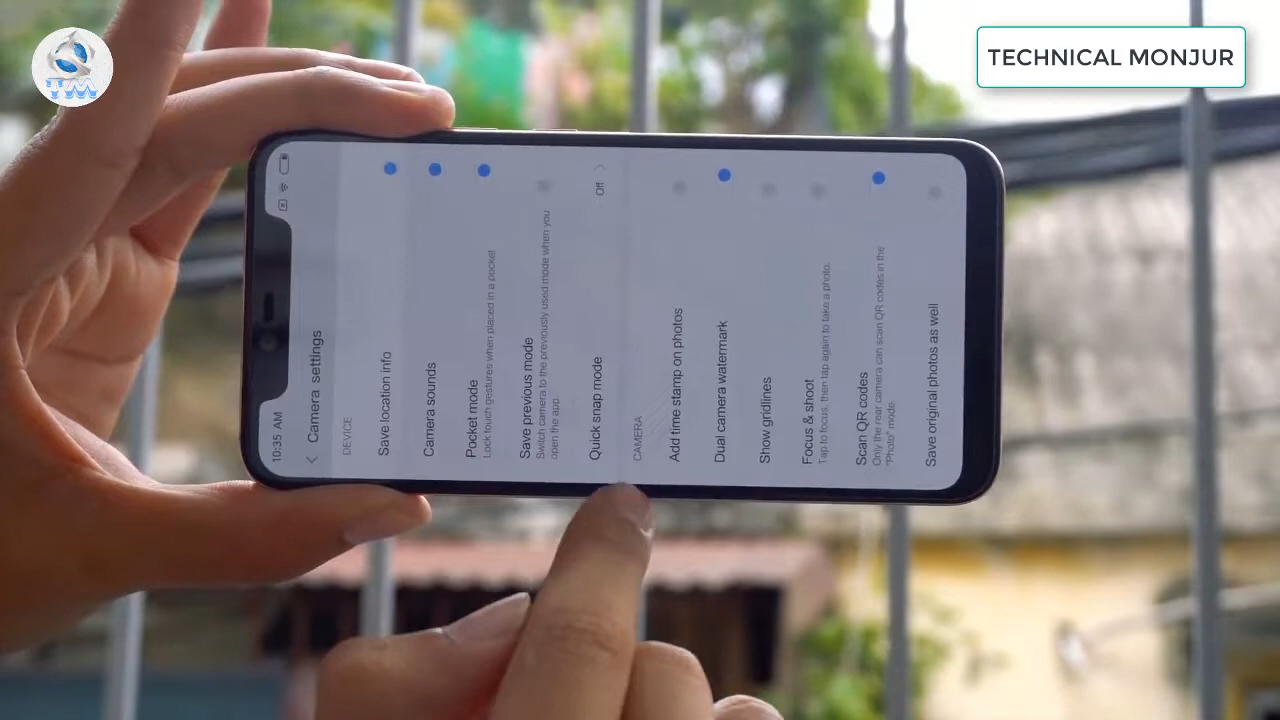 TM
TECHNICAL MONJUR
10:35 AM
Camera settings
DEVICE
Save location info
Camera sounds
Pocket mode
Lock touch gestures when placed in a pocket
Save previous mode
Switch camera to the previously used mode when you
open the app.
Quick snap mode
Off
CAMERA
Add time stamp on photos
Dual camera watermark
Show gridlines
Focus & shoot
Tap to focus, then tap again to take a photo.
Scan QR codes
Only the rear camera can scan QR codes in the
"Photo" mode.
Save original photos as well